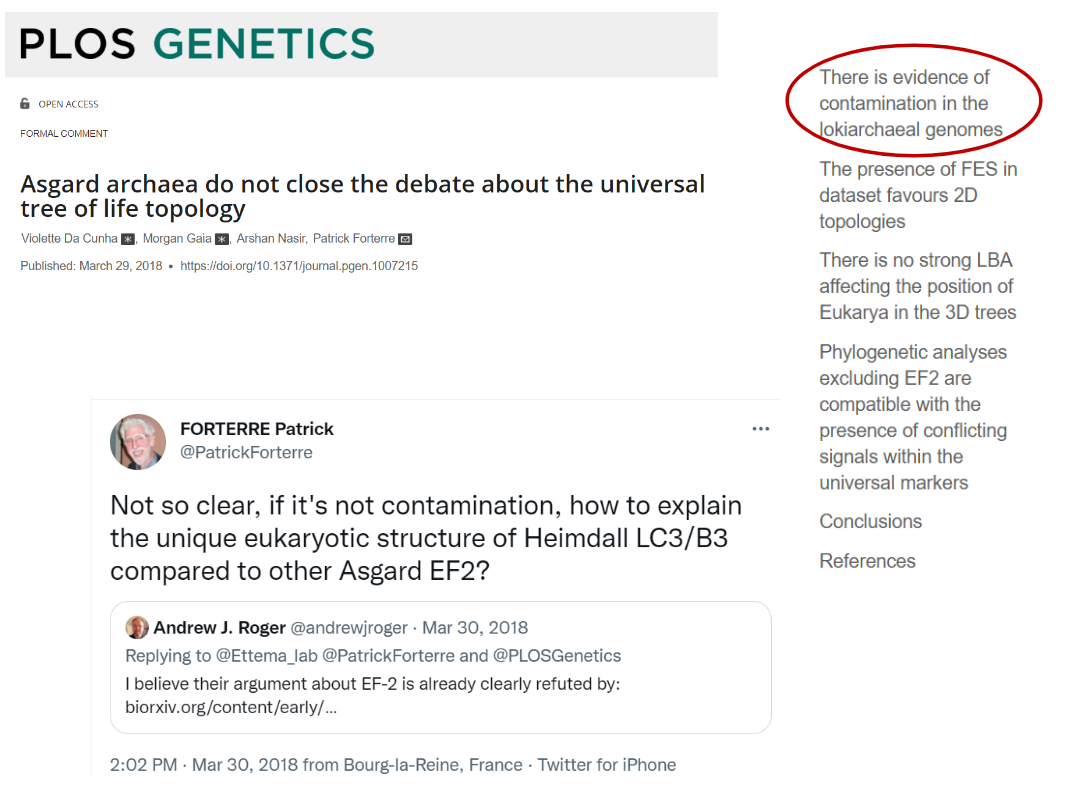 PLOS GENETICS
OPEN ACCESS
FORMAL COMMENT
Asgard archaea do not close the debate about the universal
tree of life topology
Violette Da Cunha, Morgan Gaia, Arshan Nasir, Patrick Forterre
Published: March 29, 2018 • https://doi.org/10.1371/journal.pgen.1007215
There is evidence of
contamination in the
lokiarchaeal genomes
The presence of FES in
dataset favours 2D
topologies
There is no strong LBA
affecting the position of
Eukarya in the 3D trees
Phylogenetic analyses
excluding EF2 are
compatible with the
presence of conflicting
signals within the
universal markers
Conclusions
References
FORTERRE Patrick
@PatrickForterre
Not so clear, if it's not contamination, how to explain
the unique eukaryotic structure of Heimdall LC3/B3
compared to other Asgard EF2?
Andrew J. Roger @andrewjroger · Mar 30, 2018
Replying to @Ettema_lab @PatrickForterre and @PLOSGenetics
I believe their argument about EF-2 is already clearly refuted by:
biorxiv.org/content/early/…
2:02 PM · Mar 30, 2018 from Bourg-la-Reine, France · Twitter for iPhone